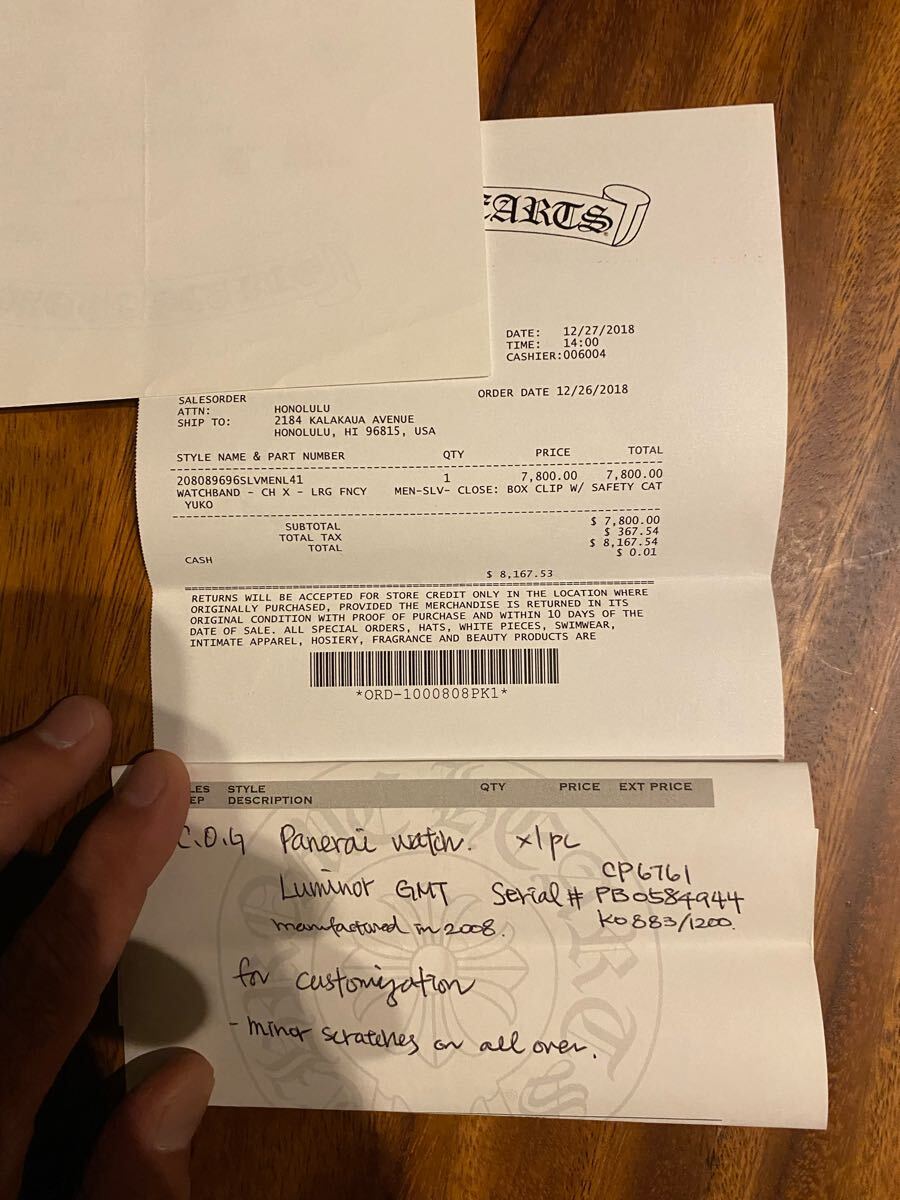 EARTS
DATE: 12/27/2018
TIME: 14:00
CASHIER:006004
SALESORDER
ORDER DATE 12/26/2018
ATTN: HONOLULU
SHIP TO: 2184 KALAKAUA AVENUE
HONOLULU, HI 96815, USA
STYLE NAME & PART NUMBER QTY PRICE TOTAL
208089696SLVMENL41 1 7,800.00 7,800.00
WATCHBAND - CH X - LRG FNCY MEN-SLV- CLOSE: BOX CLIP W/ SAFETY CAT
YUKO
SUBTOTAL $ 7,800.00
TOTAL TAX $ 367.54
TOTAL $ 8,167.54
CASH $ 0.01
$ 8,167.53
RETURNS WILL BE ACCEPTED FOR STORE CREDIT ONLY IN THE LOCATION WHERE
ORIGINALLY PURCHASED, PROVIDED THE MERCHANDISE IS RETURNED IN ITS
ORIGINAL CONDITION WITH PROOF OF PURCHASE AND WITHIN 10 DAYS OF THE
DATE OF SALE. ALL SPECIAL ORDERS, HATS, WHITE PIECES, SWIMWEAR,
INTIMATE APPAREL, HOSIERY, FRAGRANCE AND BEAUTY PRODUCTS ARE
*ORD-1000808PK1*
LES STYLE QTY PRICE EXT PRICE
EP DESCRIPTION
C.O.G Panerai watch. x1pc
CP6761
Luminor GMT Serial# PB0584944
manufactured in 2008. K0883/1200.
for customization
- minor scratches on all over.